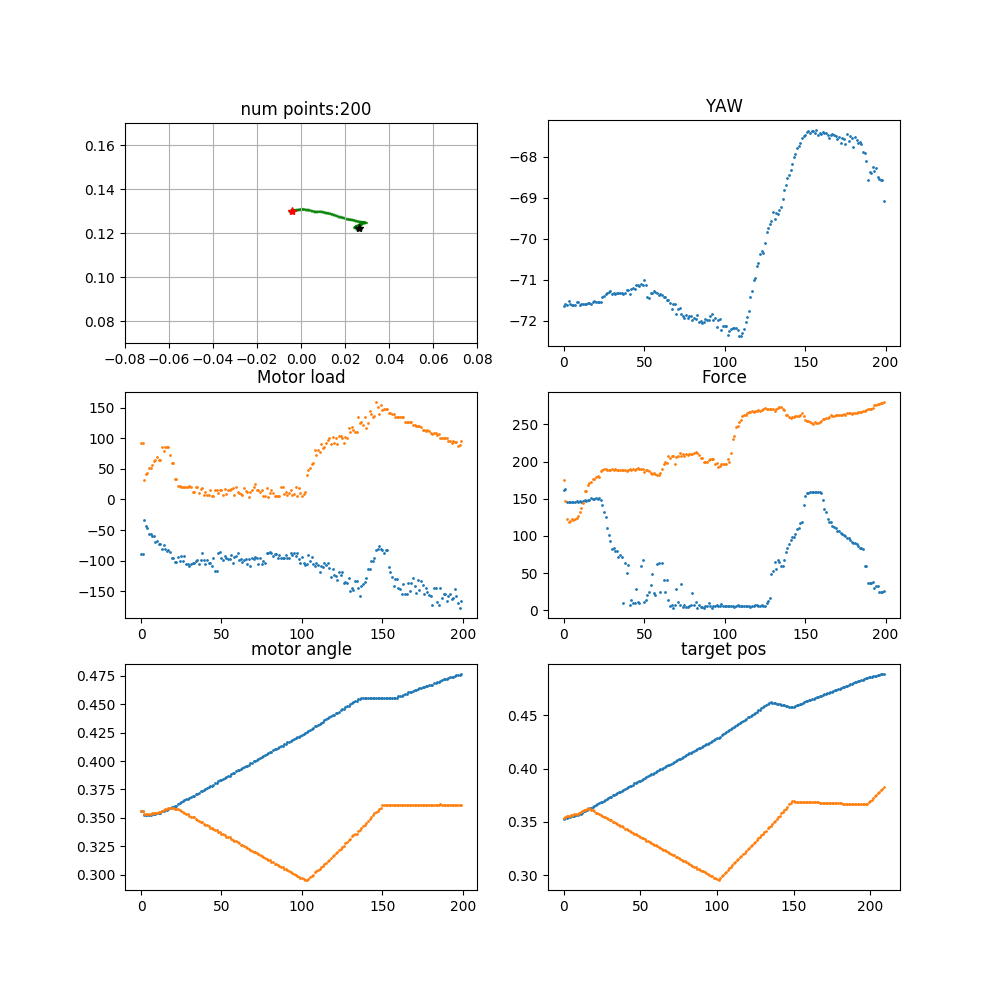 num points:200
0.16
0.14
0.12
0.10
0.08
−0.08 −0.06 −0.04 −0.02 0.00 0.02 0.04 0.06 0.08
YAW
−68
−69
−70
−71
−72
0 50 100 150 200
Motor load
150
100
50
0
−50
−100
−150
0 50 100 150 200
Force
250
200
150
100
50
0
0 50 100 150 200
motor angle
0.475
0.450
0.425
0.400
0.375
0.350
0.325
0.300
0 50 100 150 200
target pos
0.45
0.40
0.35
0.30
0 50 100 150 200